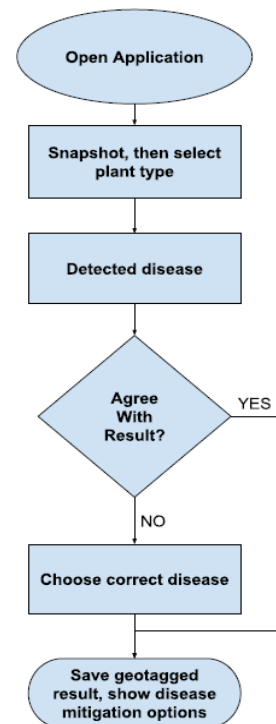 Open Application
Snapshot, then select
plant type
Detected disease
Agree
With
Result?
YES
NO
Choose correct disease
Save geotagged
result, show disease
mitigation options